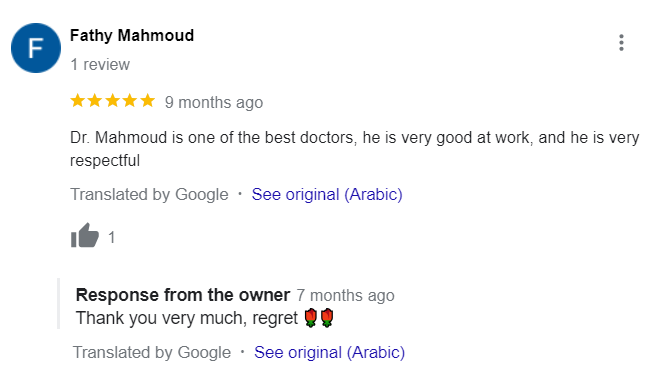 F
Fathy Mahmoud
1 review
9 months ago
Dr. Mahmoud is one of the best doctors, he is very good at work, and he is very
respectful
Translated by Google · See original (Arabic)
1
Response from the owner 7 months ago
Thank you very much, regret 🌹🌹
Translated by Google · See original (Arabic)